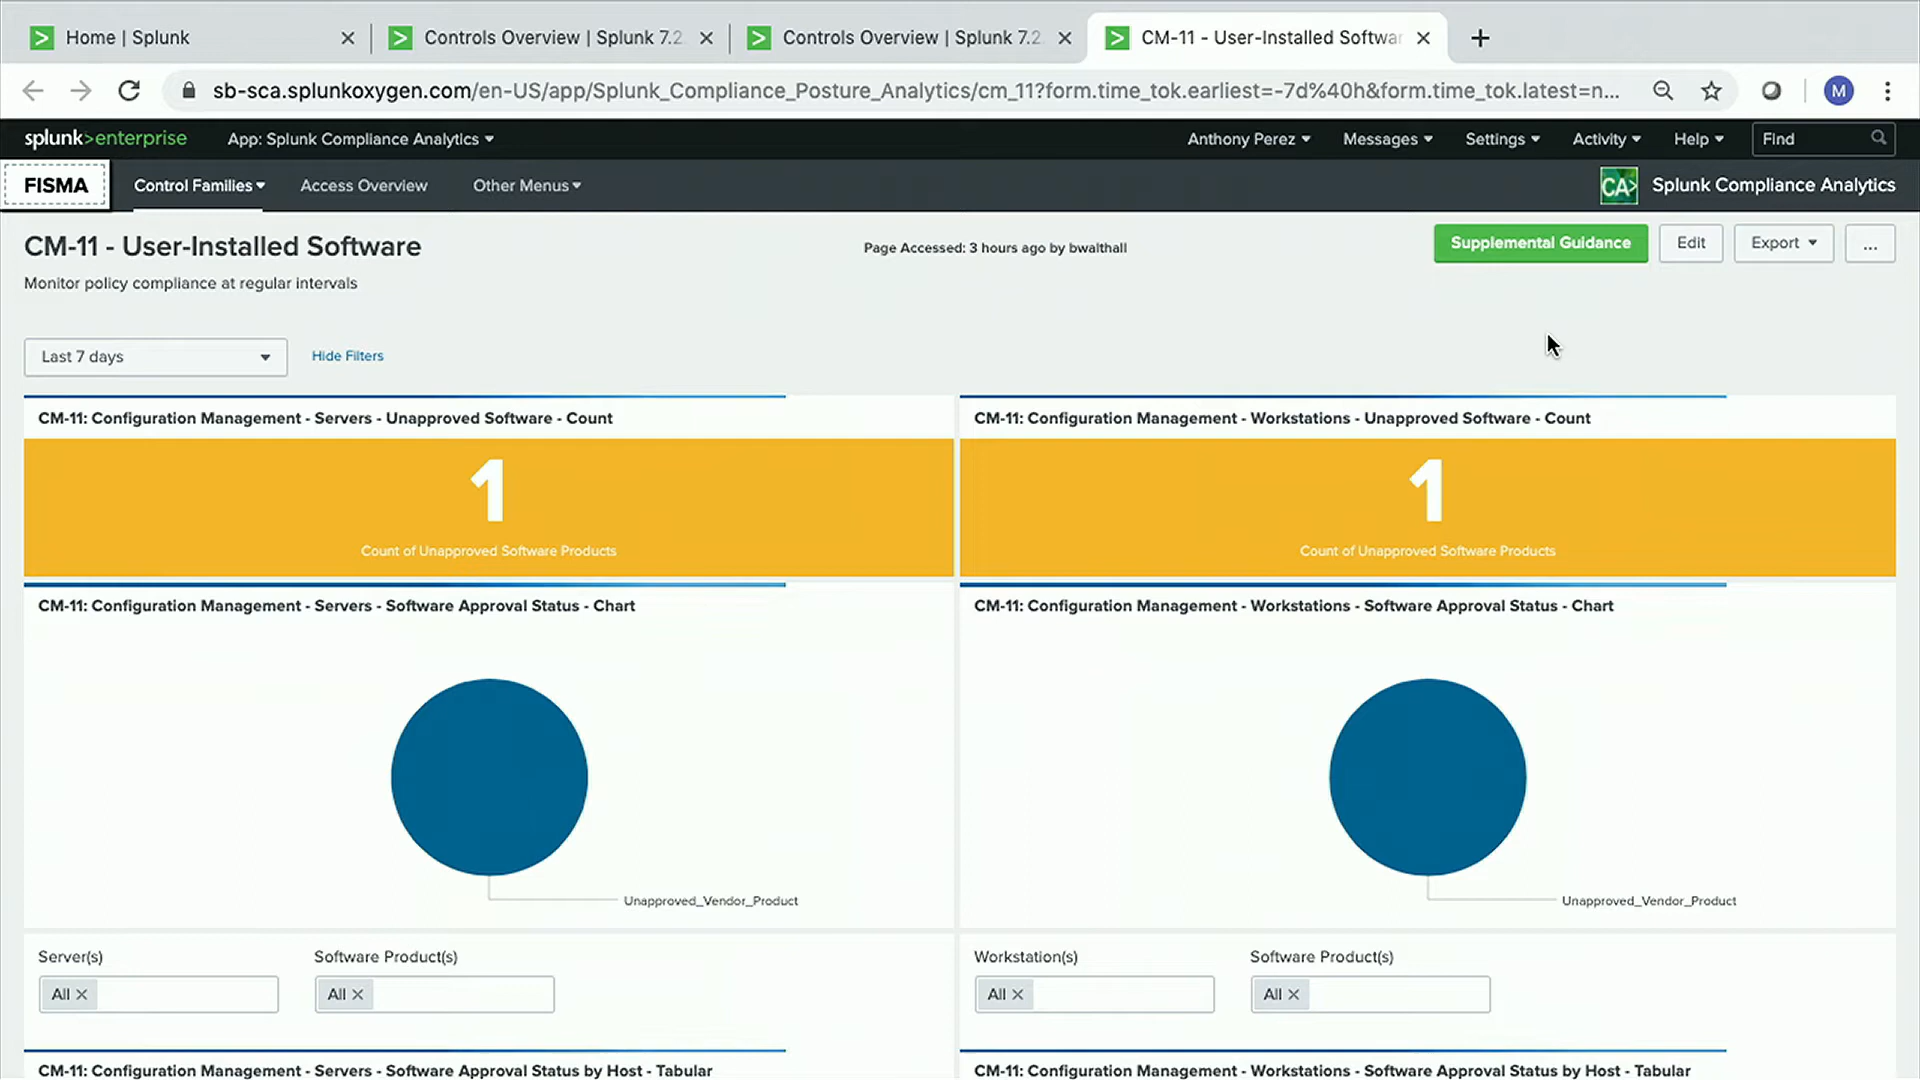 Home | Splunk
Controls Overview | Splunk 7.2
Controls Overview | Splunk 7.2.
CM-11 - User-Installed Softwar
sb-sca.splunkoxygen.com/en-US/app/Splunk_Compliance_Posture_Analytics/cm_11?form.time_tok.earliest=-7d%40h&form.time_tok.latest=n...
M
splunk>enterprise
App: Splunk Compliance Analytics
Anthony Perez
Messages
Settings
Activity
Help
Find
FISMA
Control Families
Access Overview
Other Menus
CA>
Splunk Compliance Analytics
CM-11 - User-Installed Software
Page Accessed: 3 hours ago by bwalthall
Supplemental Guidance
Edit
Export
...
Monitor policy compliance at regular intervals
Last 7 days
Hide Filters
CM-11: Configuration Management - Servers - Unapproved Software - Count
1
Count of Unapproved Software Products
CM-11: Configuration Management - Workstations - Unapproved Software - Count
1
Count of Unapproved Software Products
CM-11: Configuration Management - Servers - Software Approval Status - Chart
Unapproved_Vendor_Product
CM-11: Configuration Management - Workstations - Software Approval Status - Chart
Unapproved_Vendor_Product
Server(s)
Software Product(s)
All
All
Workstation(s)
Software Product(s)
All
All
CM-11: Configuration Management - Servers - Software Approval Status by Host - Tabular
CM-11: Configuration Management - Workstations - Software Approval Status by Host - Tabular